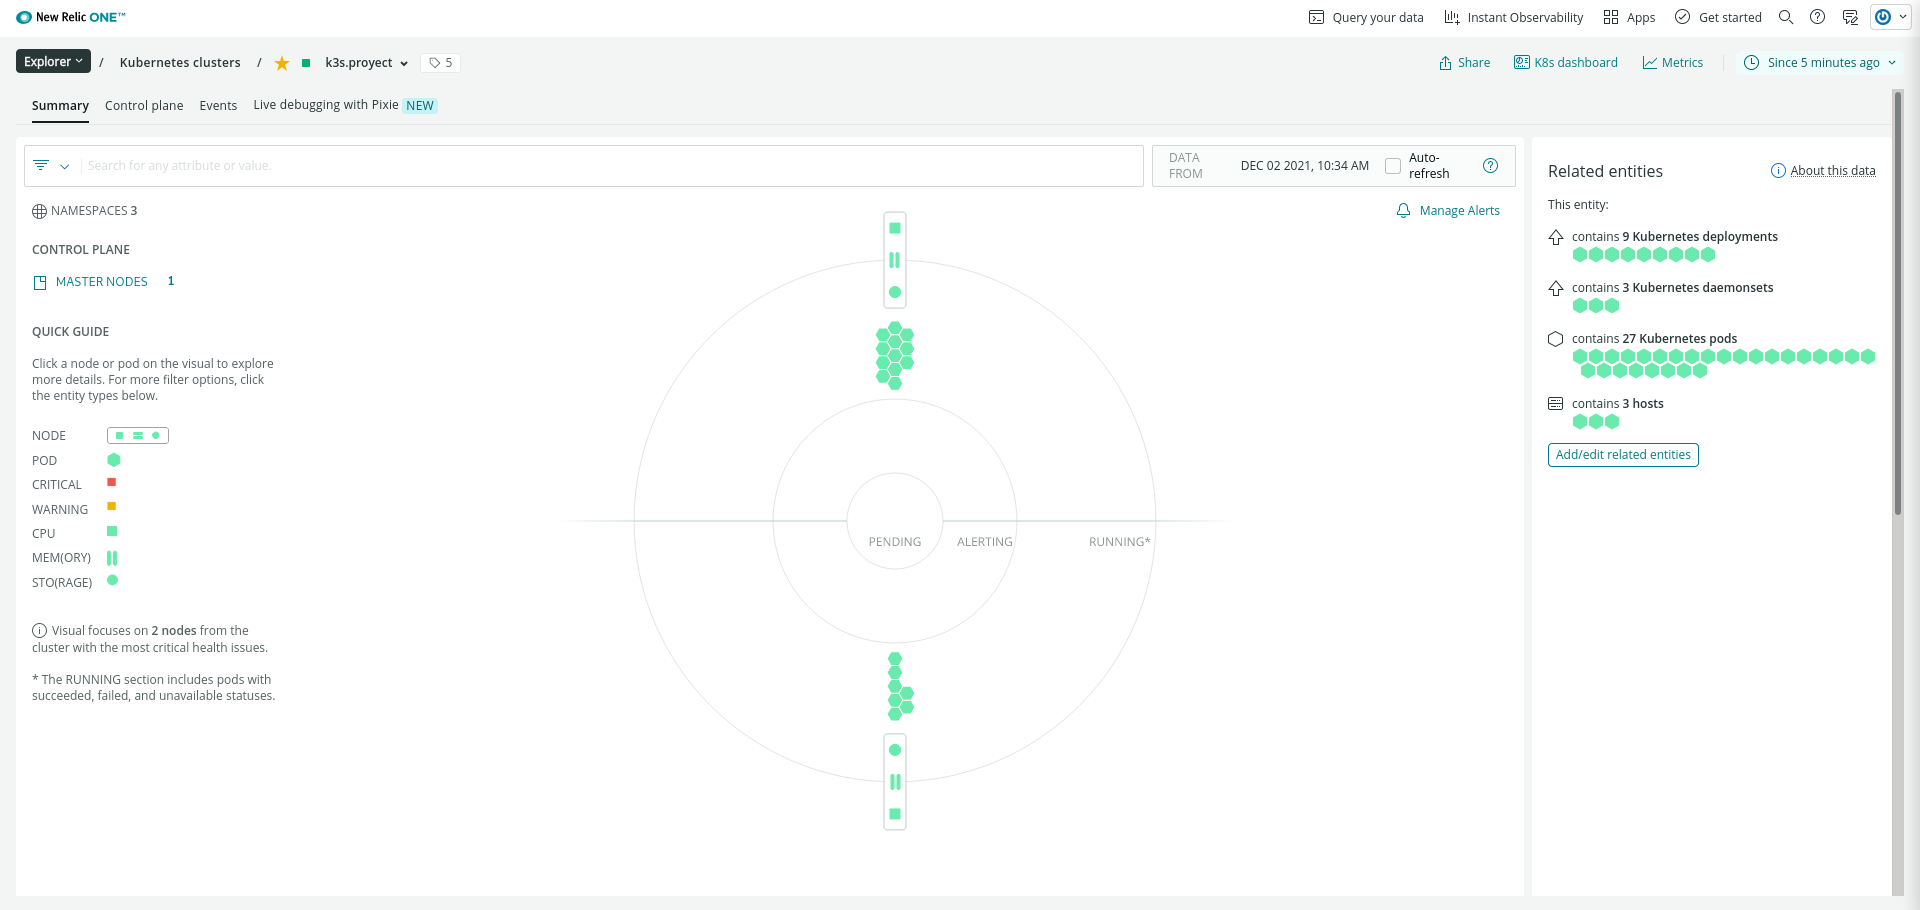 New Relic ONE™
Query your data
Instant Observability
Apps
Get started
Explorer / Kubernetes clusters / k3s.proyect 5
Share
K8s dashboard
Metrics
Since 5 minutes ago
Summary
Control plane
Events
Live debugging with Pixie NEW
Search for any attribute or value.
DATA
FROM
DEC 02 2021, 10:34 AM
Auto-
refresh
NAMESPACES 3
Manage Alerts
CONTROL PLANE
MASTER NODES 1
QUICK GUIDE
Click a node or pod on the visual to explore
more details. For more filter options, click
the entity types below.
NODE
POD
CRITICAL
WARNING
CPU
MEM(ORY)
STO(RAGE)
Visual focuses on 2 nodes from the
cluster with the most critical health issues.
* The RUNNING section includes pods with
succeeded, failed, and unavailable statuses.
PENDING
ALERTING
RUNNING*
Related entities
About this data
This entity:
contains 9 Kubernetes deployments
contains 3 Kubernetes daemonsets
contains 27 Kubernetes pods
contains 3 hosts
Add/edit related entities